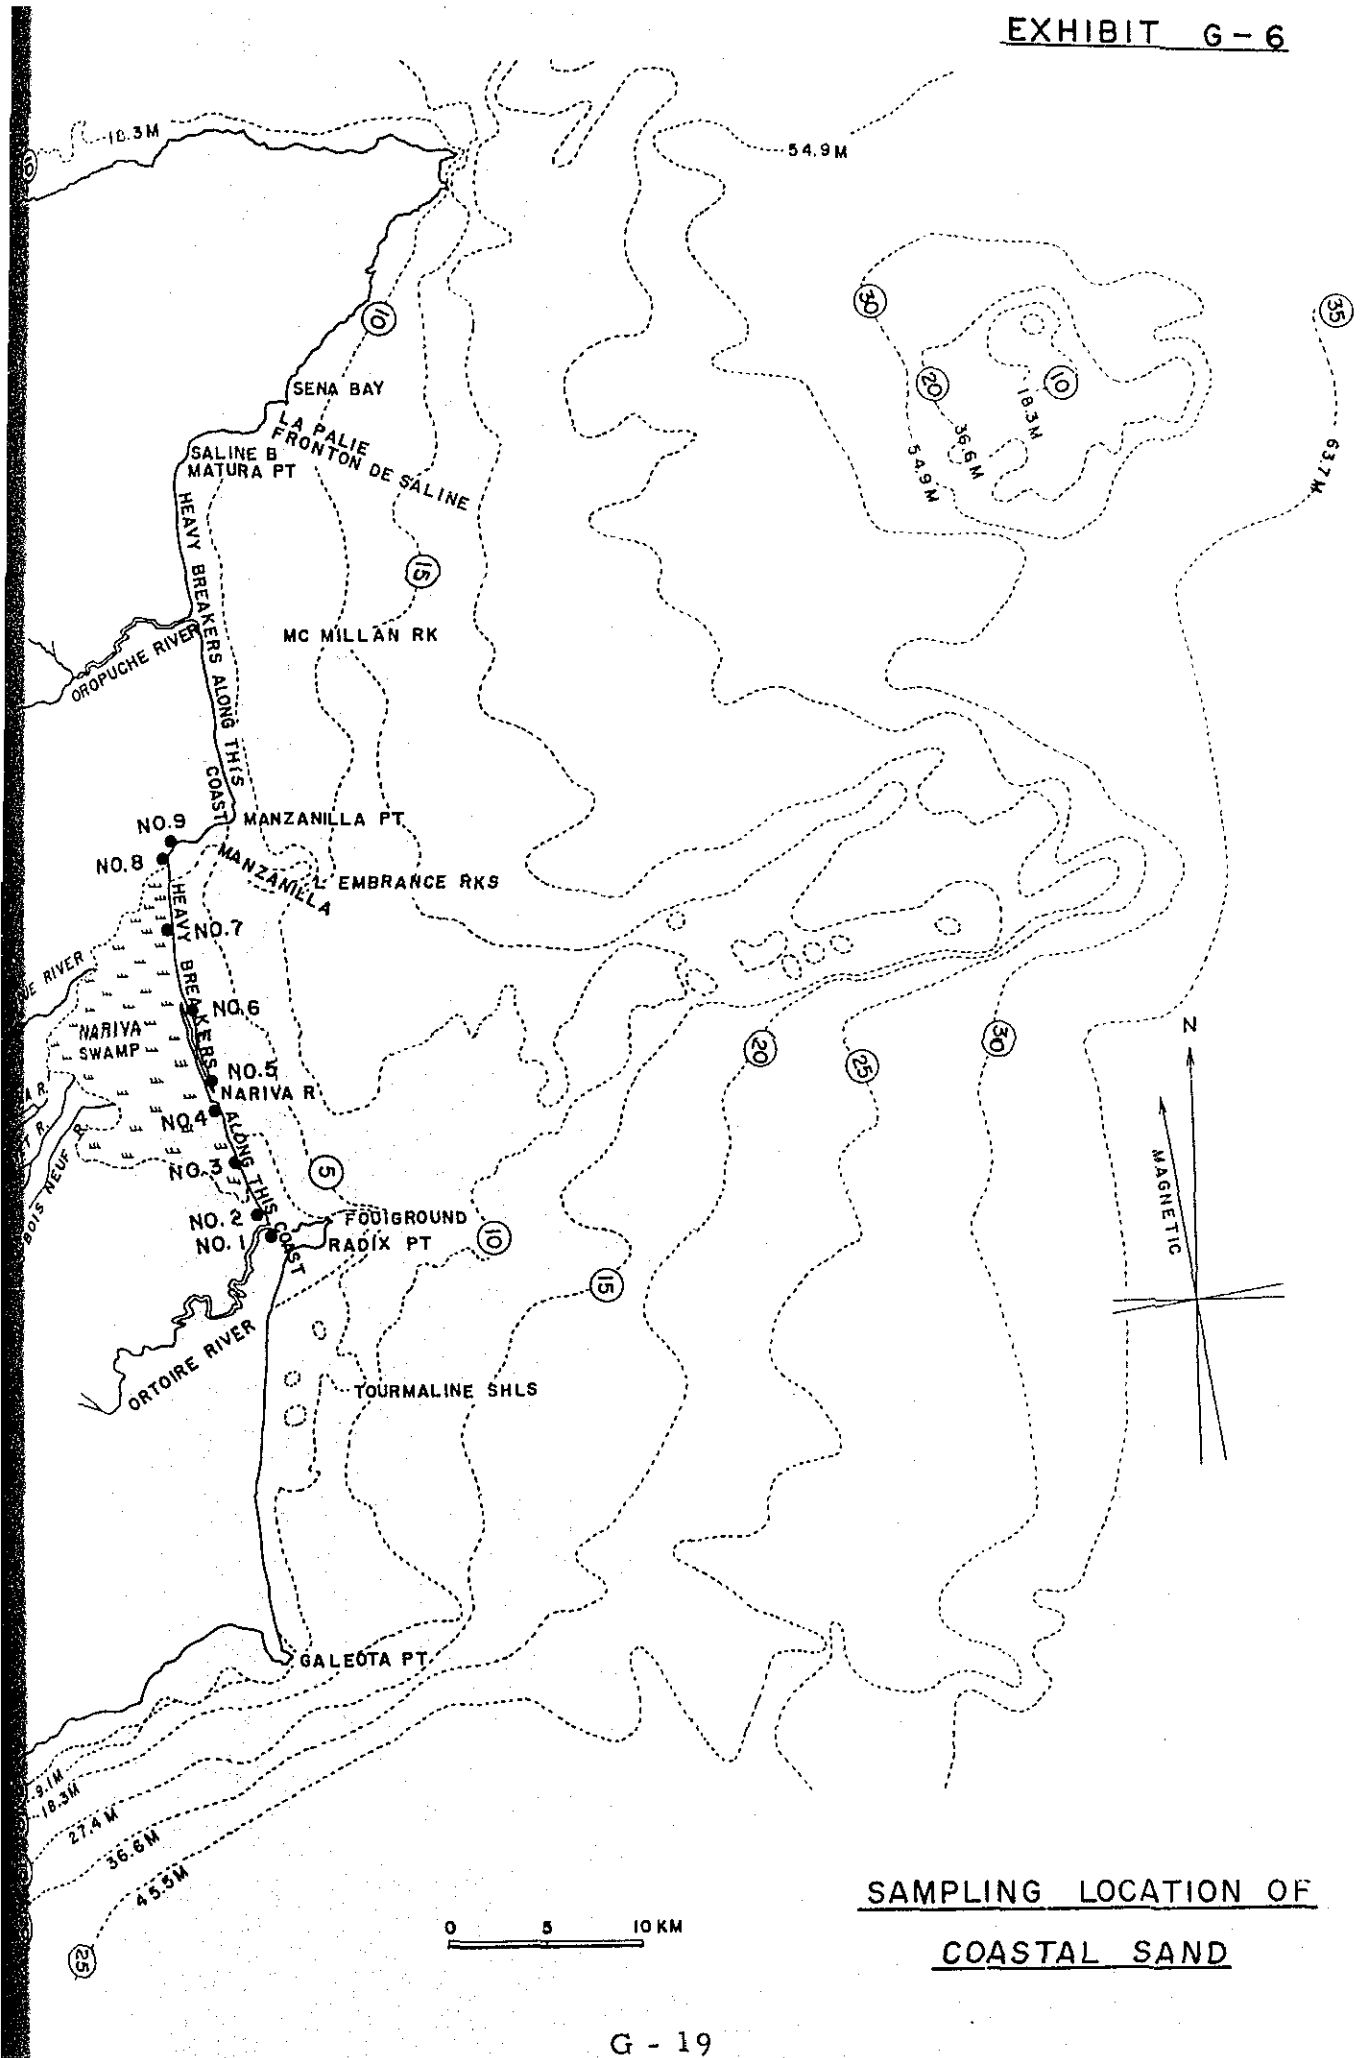 EXHIBIT G-6
18.3M
54.9M
10
10
30
35
20
10
18.3M
36.6M
54.9M
63.7M
SENA BAY
LA PALIE
FRONTON DE SALINE
SALINE B
MATURA PT
HEAVY BREAKERS ALONG THIS COAST
15
MC MILLAN RK
OROPUCHE RIVER
MANZANILLA PT
NO.9
NO.8
MANZANILLA
L EMBRANCE RKS
HEAVY BREAKERS ALONG THIS COAST
NO.7
RIVER
NO.6
NARIVA
SWAMP
NO.5
NARIVA R
NO.4
NO.3
5
NO.2
NO.1
BOIS NEUF R.
FOUIGROUND
RADIX PT
10
15
20
25
30
N
MAGNETIC
ORTOIRE RIVER
TOURMALINE SHLS
GALEOTA PT.
9.1M
18.3M
27.4M
36.6M
45.5M
25
0 5 10 KM
SAMPLING LOCATION OF
COASTAL SAND
G - 19